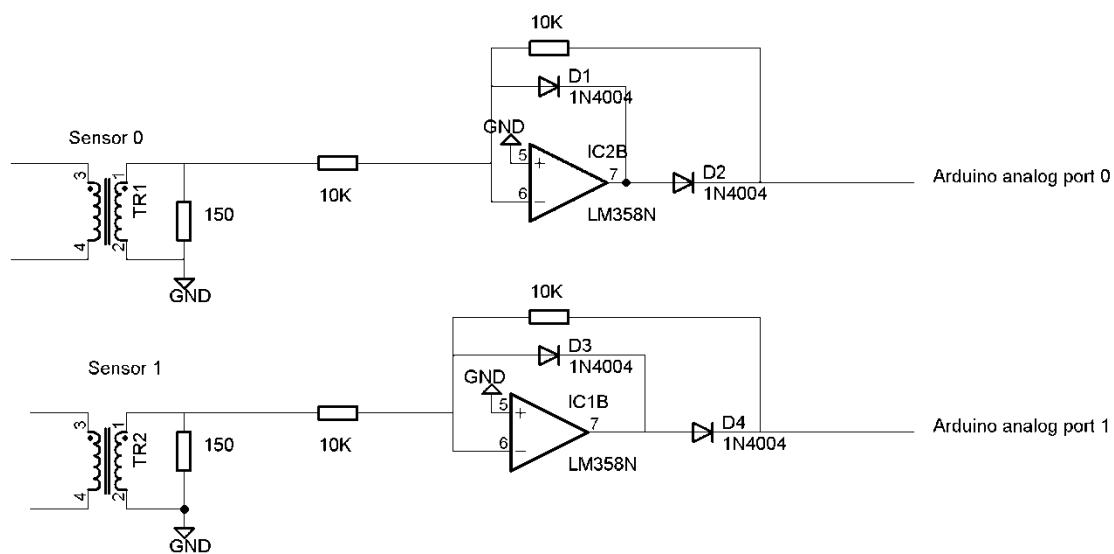 10K
D1
1N4004
GND
Sensor 0
5
+
IC2B
7
D2
1N4004
Arduino analog port 0
3
1
TR1
150
10K
6
−
LM358N
4
2
GND
10K
Sensor 1
D3
1N4004
GND
5
+
IC1B
7
D4
1N4004
Arduino analog port 1
3
1
TR2
150
10K
6
−
LM358N
4
2
GND